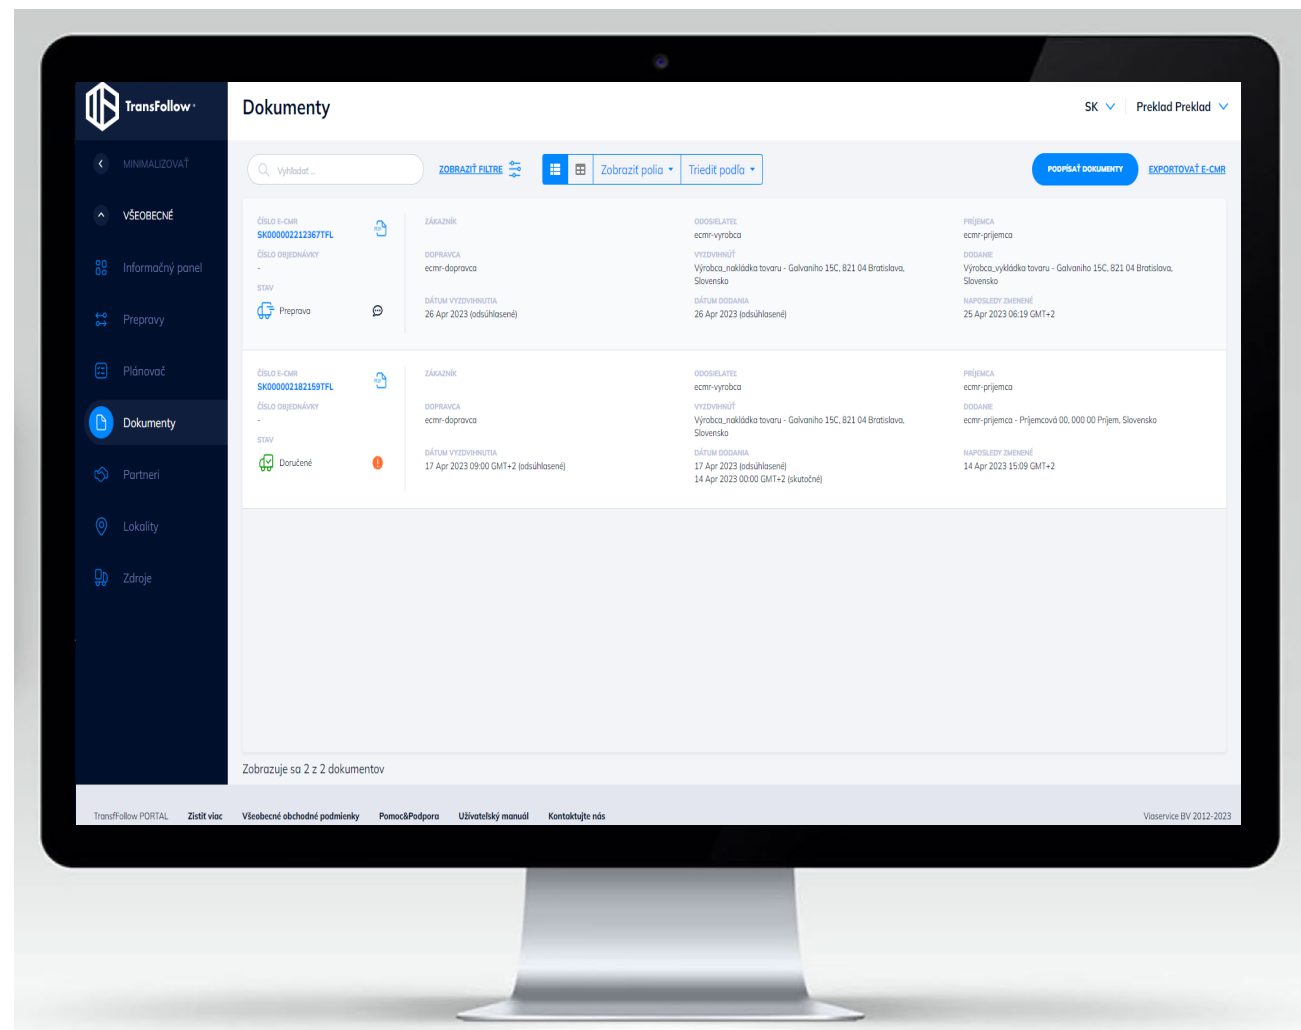 TransFollow
Dokumenty
SK
Preklad Preklad
MINIMALIZOVAŤ
VŠEOBECNÉ
Informačný panel
Prepravy
Plánovač
Dokumenty
Partneri
Lokality
Zdroje
Vyhľadať ...
ZOBRAZIŤ FILTRE
Zobraziť polia
Triediť podľa
PODPÍSAŤ DOKUMENTY
EXPORTOVAŤ E-CMR
ČÍSLO E-CMR
SK000002212367TFL
ČÍSLO OBJEDNÁVKY
-
STAV
Preprava
ZÁKAZNÍK
DOPRAVCA
ecmr-dopravca
DÁTUM VYZDVIHNUTIA
26 Apr 2023 (odsúhlasené)
ODOSIELATEĽ
ecmr-vyrobca
VYZDVIHNÚŤ
Výrobca_nakládka tovaru - Galvaniho 15C, 821 04 Bratislava,
Slovensko
DÁTUM DODANIA
26 Apr 2023 (odsúhlasené)
PRÍJEMCA
ecmr-prijemca
DODANIE
Výrobca_vykládka tovaru - Galvaniho 15C, 821 04 Bratislava,
Slovensko
NAPOSLEDY ZMENENÉ
25 Apr 2023 06:19 GMT+2
ČÍSLO E-CMR
SK000002182159TFL
ČÍSLO OBJEDNÁVKY
-
STAV
Doručené
ZÁKAZNÍK
DOPRAVCA
ecmr-dopravca
DÁTUM VYZDVIHNUTIA
17 Apr 2023 09:00 GMT+2 (odsúhlasené)
ODOSIELATEĽ
ecmr-vyrobca
VYZDVIHNÚŤ
Výrobca_nakládka tovaru - Galvaniho 15C, 821 04 Bratislava,
Slovensko
DÁTUM DODANIA
17 Apr 2023 (odsúhlasené)
14 Apr 2023 00:00 GMT+2 (skutočné)
PRÍJEMCA
ecmr-prijemca
DODANIE
ecmr-prijemca - Príjemcová 00, 000 00 Príjem, Slovensko
NAPOSLEDY ZMENENÉ
14 Apr 2023 15:09 GMT+2
Zobrazuje sa 2 z 2 dokumentov
TransfFollow PORTAL
Zistiť viac
Všeobecné obchodné podmienky
Pomoc&Podpora
Užívatelský manuál
Kontaktujte nás
Viaservice BV 2012-2023